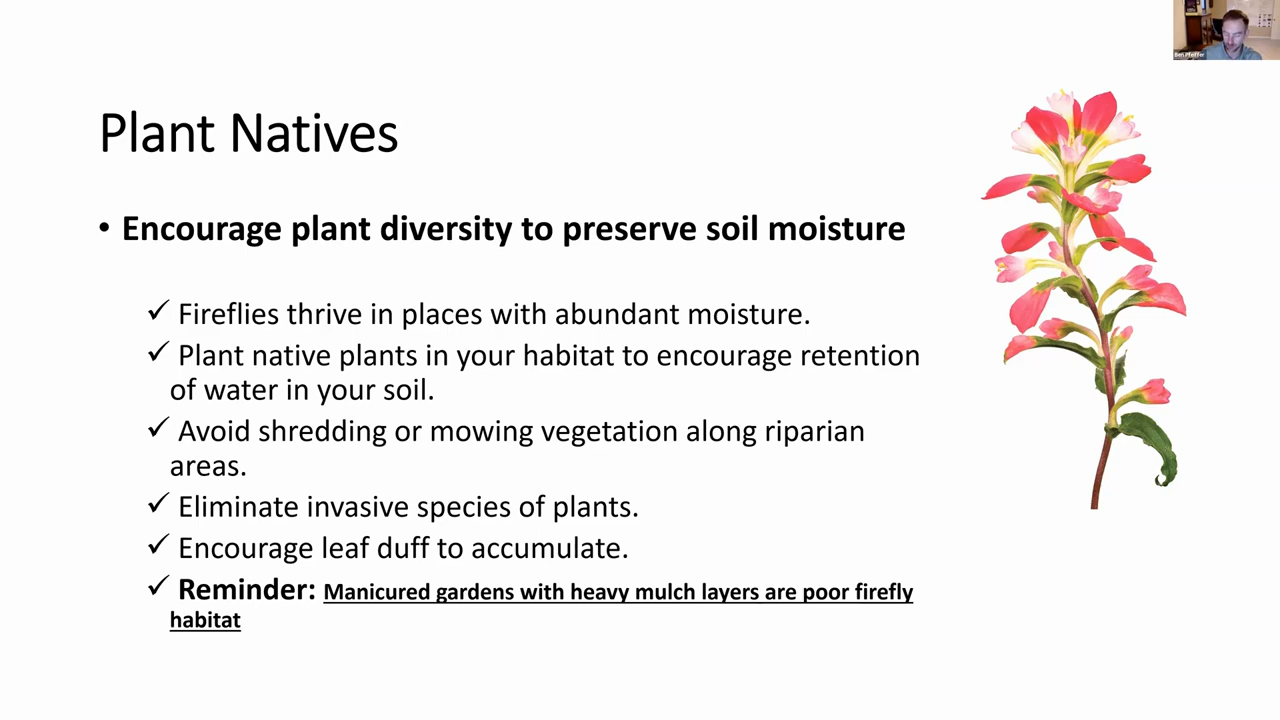 Ben Pfeiffer
Plant Natives
• Encourage plant diversity to preserve soil moisture
✓ Fireflies thrive in places with abundant moisture.
✓ Plant native plants in your habitat to encourage retention
of water in your soil.
✓ Avoid shredding or mowing vegetation along riparian
areas.
✓ Eliminate invasive species of plants.
✓ Encourage leaf duff to accumulate.
✓ Reminder: Manicured gardens with heavy mulch layers are poor firefly
habitat